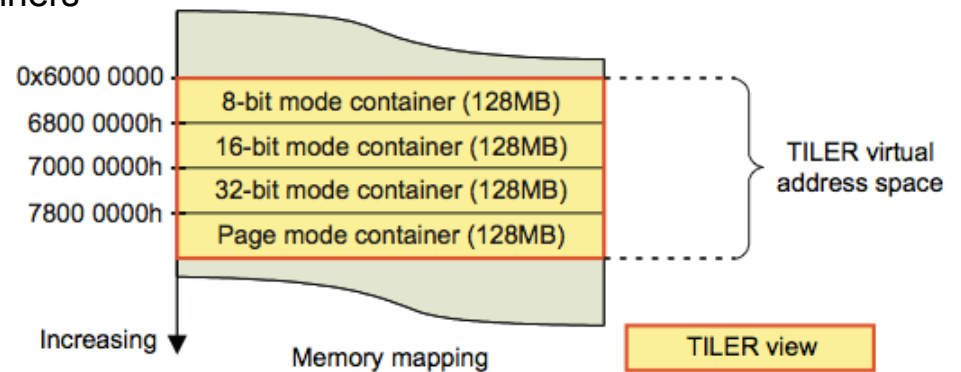 0x6000 0000
8-bit mode container (128MB)
6800 0000h
16-bit mode container (128MB)
7000 0000h
32-bit mode container (128MB)
7800 0000h
Page mode container (128MB)
TILER virtual
address space
Increasing
Memory mapping
TILER view